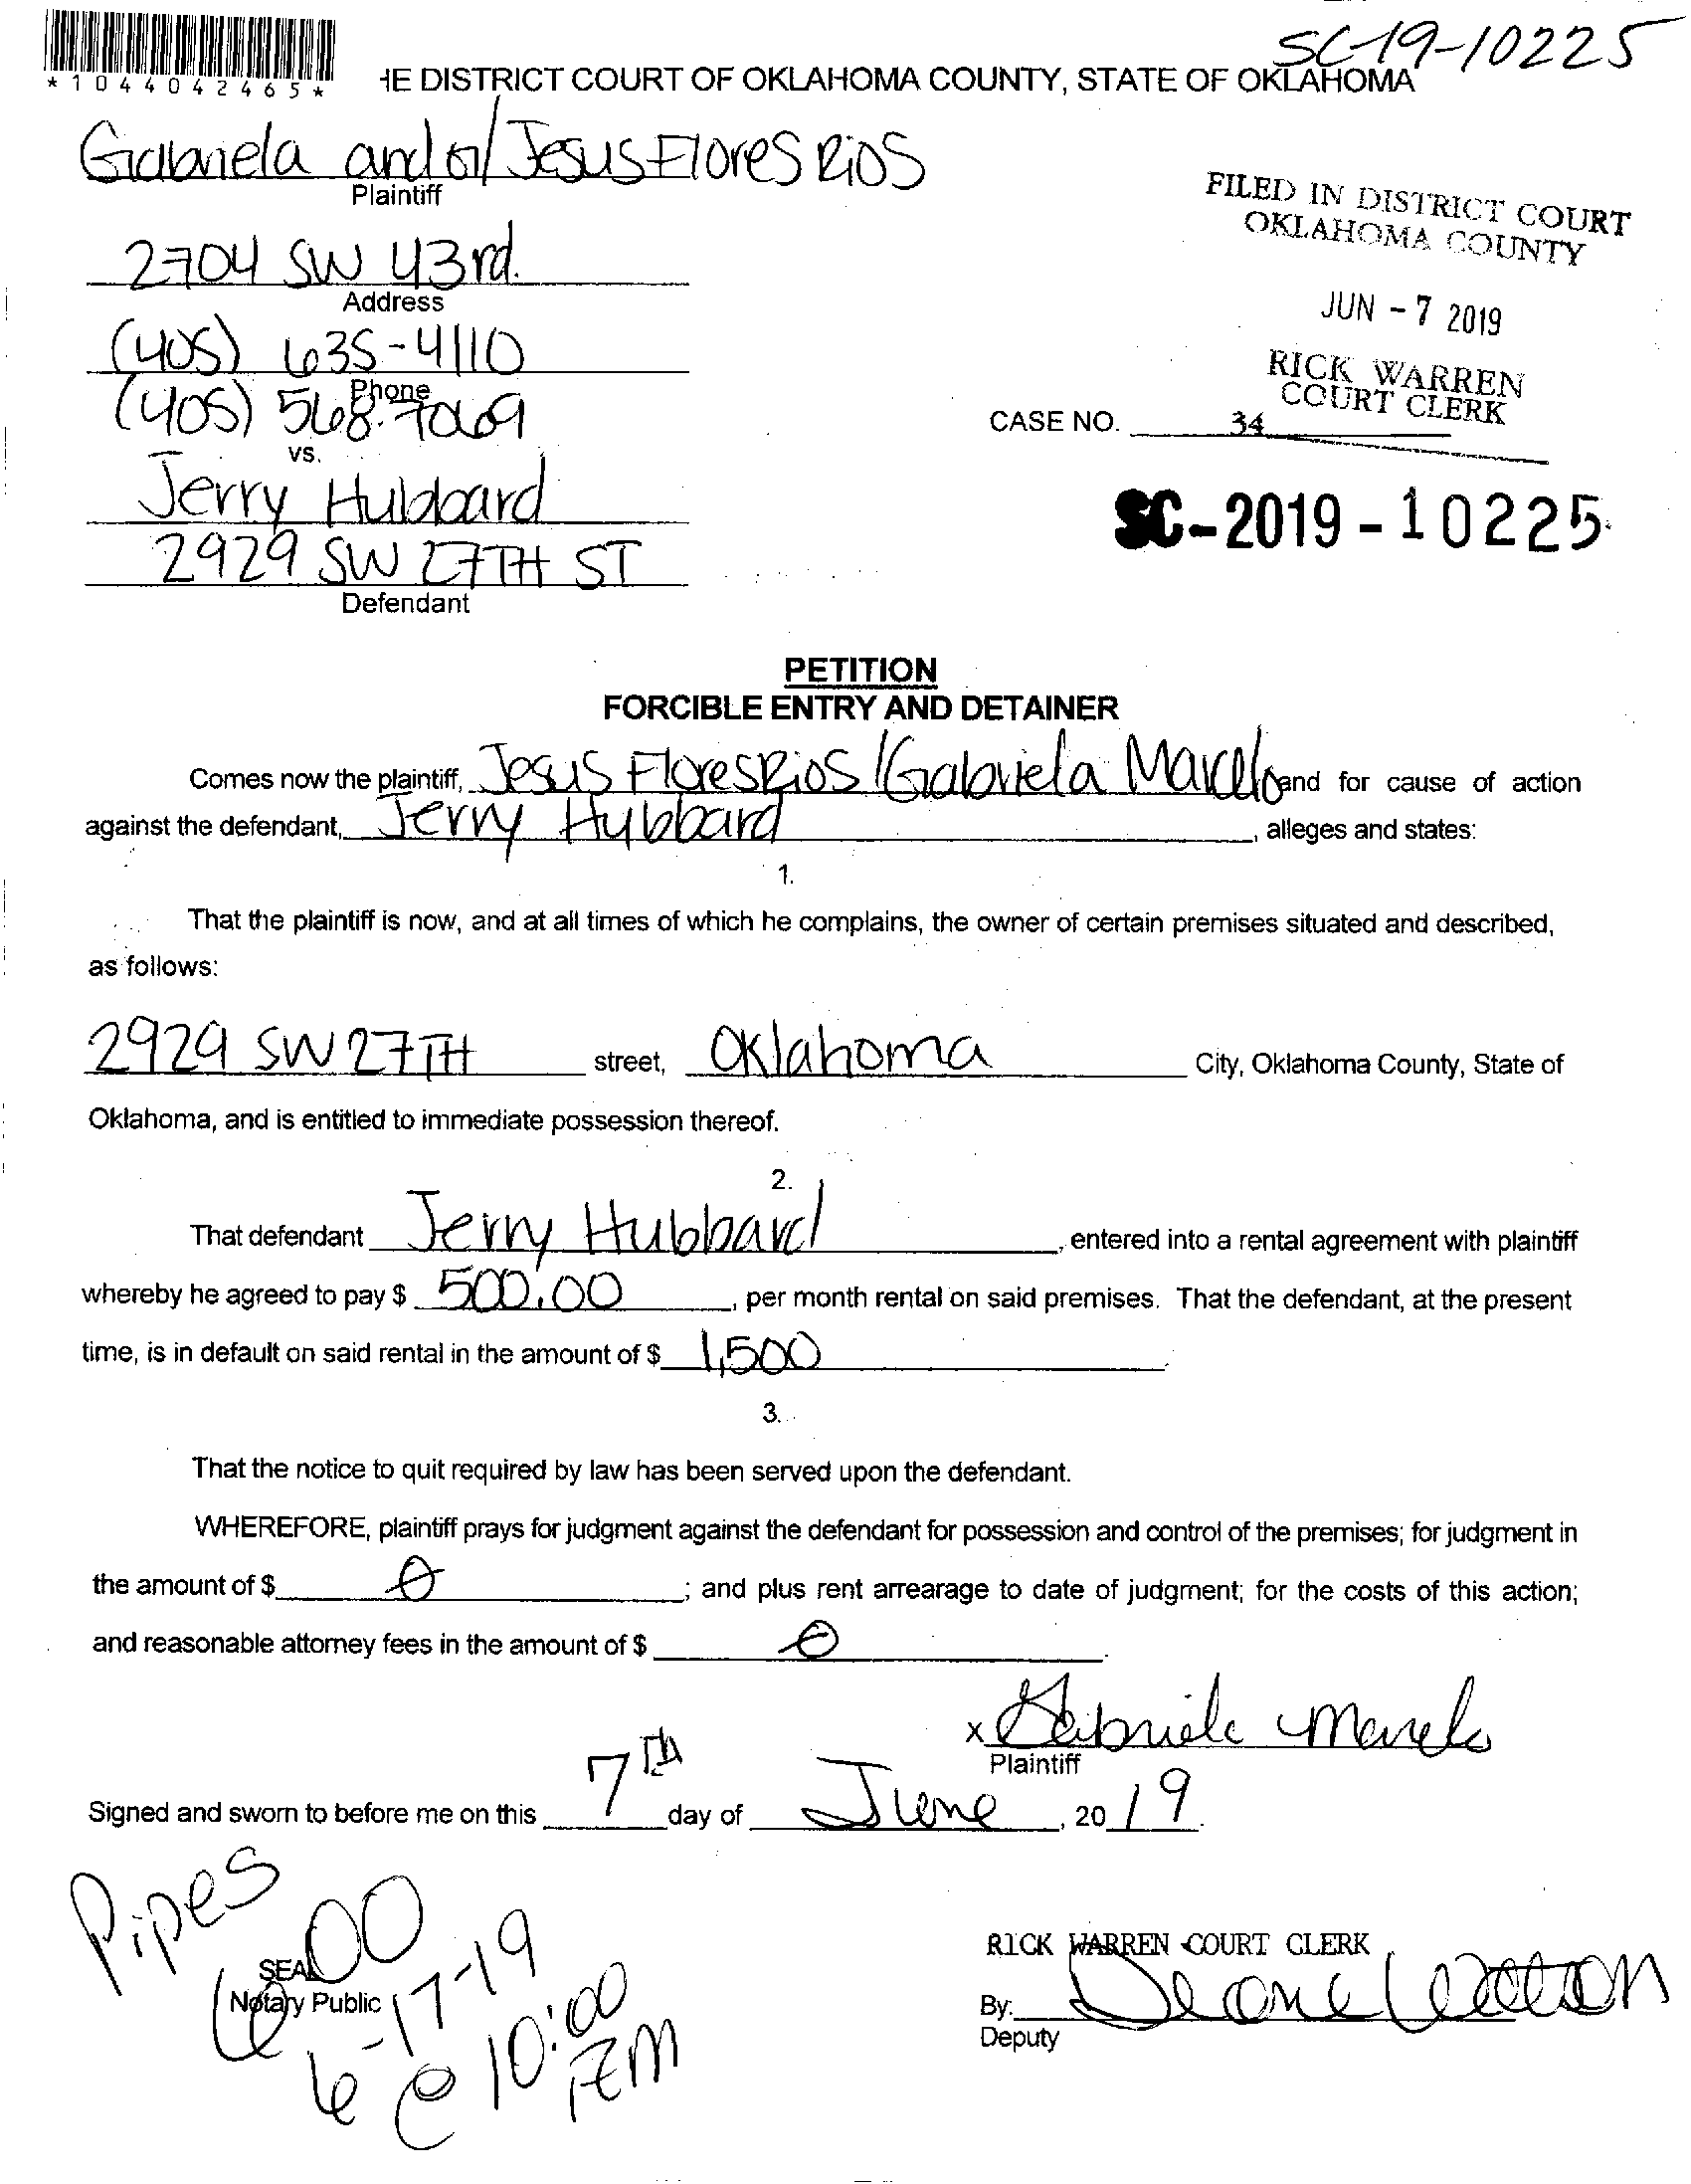 SC-19-10225
*1044042465*
HE DISTRICT COURT OF OKLAHOMA COUNTY, STATE OF OKLAHOMA
Gabriela and or/ Jesus Flores Rios
Plaintiff
FILED IN DISTRICT COURT
OKLAHOMA COUNTY
2704 SW 43rd.
Address
JUN - 7 2019
(405) 635-4110
Phone
(405) 568-7069
RICK WARREN
COURT CLERK
CASE NO.
34
vs.
Jerry Hubbard
SC-2019-10225
2929 SW 27TH ST
Defendant
PETITION
FORCIBLE ENTRY AND DETAINER
Comes now the plaintiff, Jesus Flores Rios / Gabriela Marcelo and for cause of action
against the defendant, Jerry Hubbard, alleges and states:
1.
That the plaintiff is now, and at all times of which he complains, the owner of certain premises situated and described,
as follows:
2929 SW 27TH street, Oklahoma City, Oklahoma County, State of
Oklahoma, and is entitled to immediate possession thereof.
2.
That defendant Jerry Hubbard, entered into a rental agreement with plaintiff
whereby he agreed to pay $ 500.00, per month rental on said premises. That the defendant, at the present
time, is in default on said rental in the amount of $ 1,500.
3.
That the notice to quit required by law has been served upon the defendant.
WHEREFORE, plaintiff prays for judgment against the defendant for possession and control of the premises; for judgment in
the amount of $ 0; and plus rent arrearage to date of judgment; for the costs of this action;
and reasonable attorney fees in the amount of $ 0.
x Gabriela Marcelo
Plaintiff
Signed and sworn to before me on this 7th day of June, 2019.
Pipes
600
SEAL
Notary Public
6-17-19
@ 10:00
AM
RICK WARREN COURT CLERK
By:
Deputy